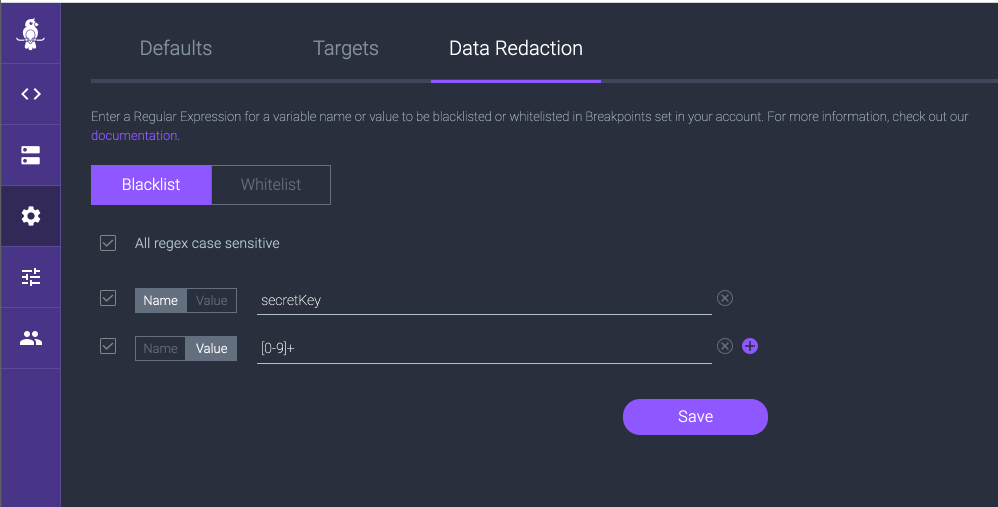 Defaults Targets Data Redaction
Enter a Regular Expression for a variable name or value to be blacklisted or whitelisted in Breakpoints set in your account. For more information, check out our
documentation.
Blacklist Whitelist
All regex case sensitive
Name Value secretKey
Name Value [0-9]+
Save